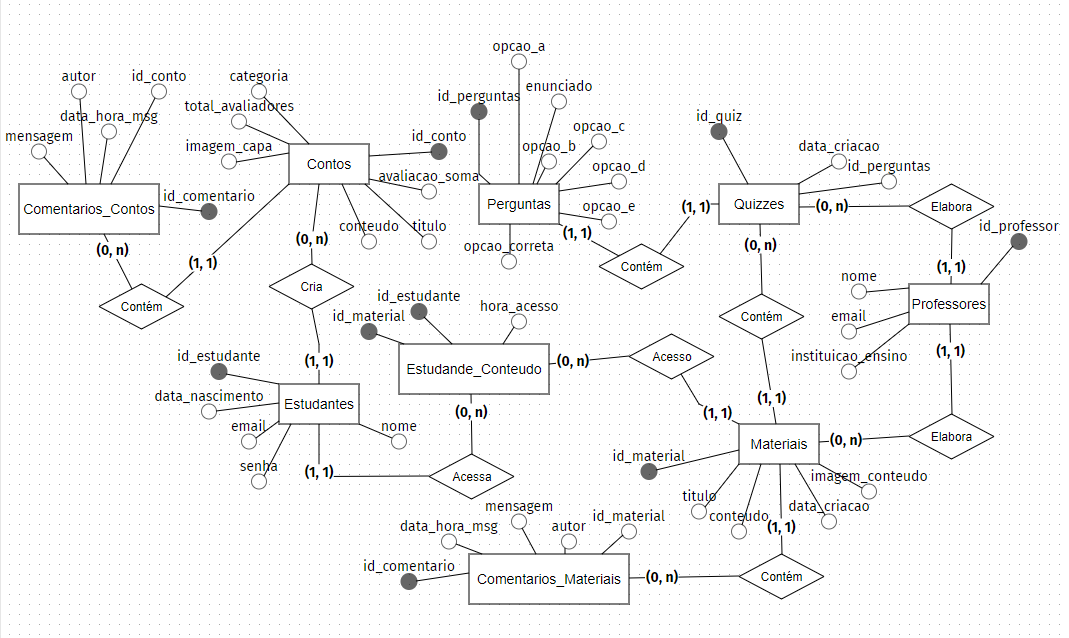 opcao_a
autor
id_conto
categoria
enunciado
id_perguntas
total_avaliadores
data_hora_msg
id_quiz
mensagem
imagem_capa
id_conto
opcao_c
opcao_b
data_criacao
Contos
opcao_d
id_perguntas
avaliacao_soma
id_comentario
Comentarios_Contos
Perguntas
opcao_e
(1, 1)
Quizzes
(0, n)
Elabora
conteudo
titulo
id_professor
(0, n)
(0, n)
opcao_correta
(1, 1)
(0, n)
(1, 1)
Contém
(1, 1)
nome
Cria
id_estudante
hora_acesso
Contém
id_material
Contém
email
Professores
id_estudante
(1, 1)
Estudande_Conteudo
(0, n)
Acesso
instituicao_ensino
(1, 1)
data_nascimento
Estudantes
(0, n)
(1, 1)
(1, 1)
email
nome
Materiais
(0, n)
Elabora
senha
(1, 1)
Acessa
id_material
imagem_conteudo
titulo
mensagem
data_criacao
data_hora_msg
autor
id_material
conteudo
(1, 1)
id_comentario
Comentarios_Materiais
(0, n)
Contém